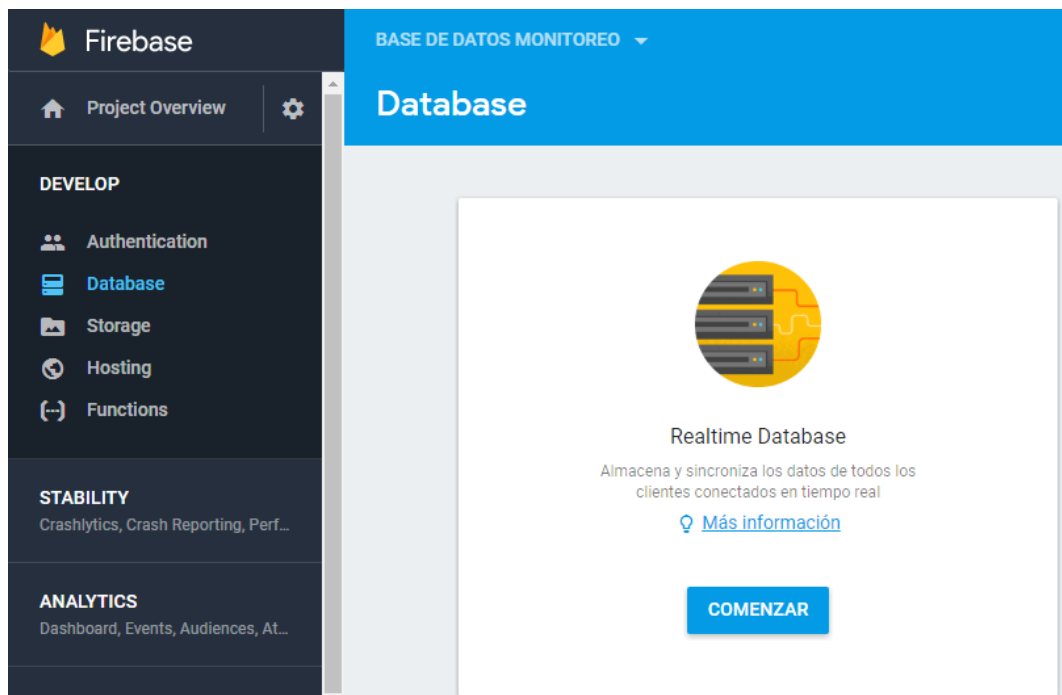 Firebase
Project Overview
DEVELOP
Authentication
Database
Storage
Hosting
Functions
STABILITY
Crashlytics, Crash Reporting, Perf...
ANALYTICS
Dashboard, Events, Audiences, At...
BASE DE DATOS MONITOREO
Database
Realtime Database
Almacena y sincroniza los datos de todos los
clientes conectados en tiempo real
Más información
COMENZAR